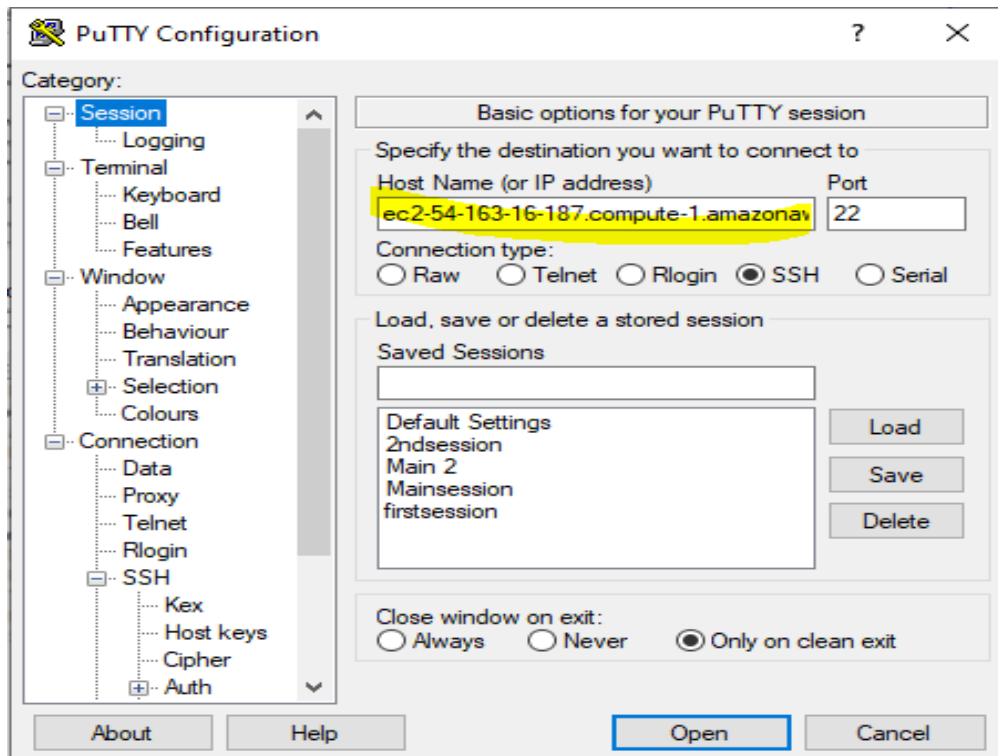 PuTTY Configuration
? ×
Category:
Session
Logging
Terminal
Keyboard
Bell
Features
Window
Appearance
Behaviour
Translation
Selection
Colours
Connection
Data
Proxy
Telnet
Rlogin
SSH
Kex
Host keys
Cipher
Auth
Basic options for your PuTTY session
Specify the destination you want to connect to
Host Name (or IP address) Port
ec2-54-163-16-187.compute-1.amazonaw 22
Connection type:
Raw Telnet Rlogin SSH Serial
Load, save or delete a stored session
Saved Sessions
Default Settings
2ndsession
Main 2
Mainsession
firstsession
Load
Save
Delete
Close window on exit:
Always Never Only on clean exit
About Help Open Cancel